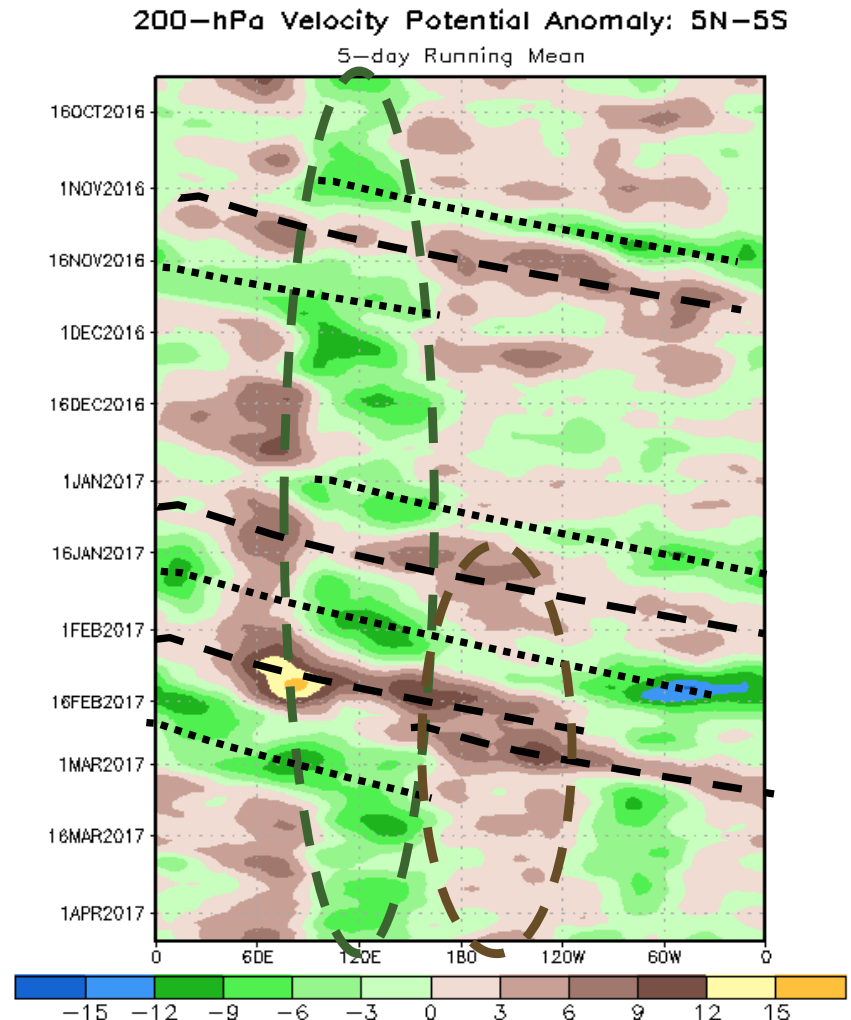 200-hPa Velocity Potential Anomaly: 5N-5S
5-day Running Mean
16OCT2016
1NOV2016
16NOV2016
1DEC2016
16DEC2016
1JAN2017
16JAN2017
1FEB2017
16FEB2017
1MAR2017
16MAR2017
1APR2017
0 60E 120E 180 120W 60W 0
-15 -12 -9 -6 -3 0 3 6 9 12 15